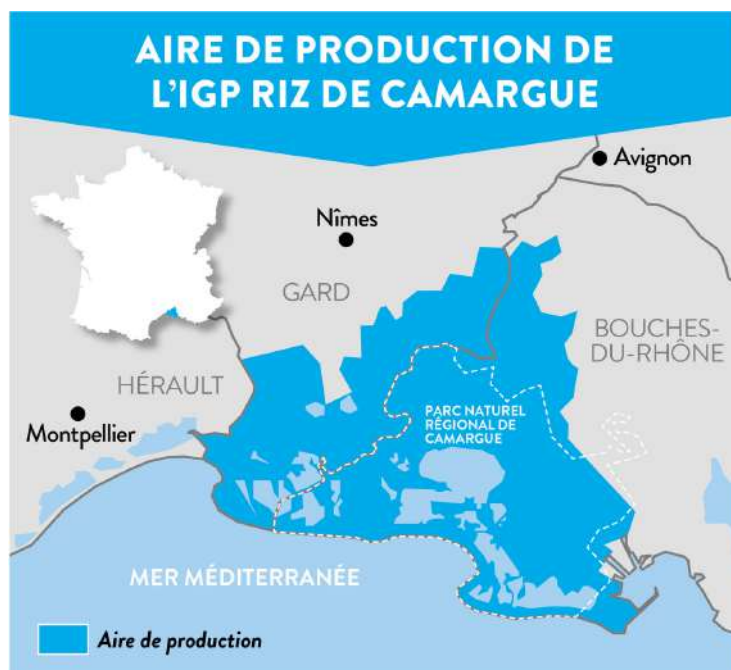 AIRE DE PRODUCTION DE
L'IGP RIZ DE CAMARGUE
Avignon
Nîmes
GARD
BOUCHES-
DU-RHÔNE
HÉRAULT
Montpellier
PARC NATUREL
RÉGIONAL DE
CAMARGUE
MER MÉDITERRANÉE
Aire de production